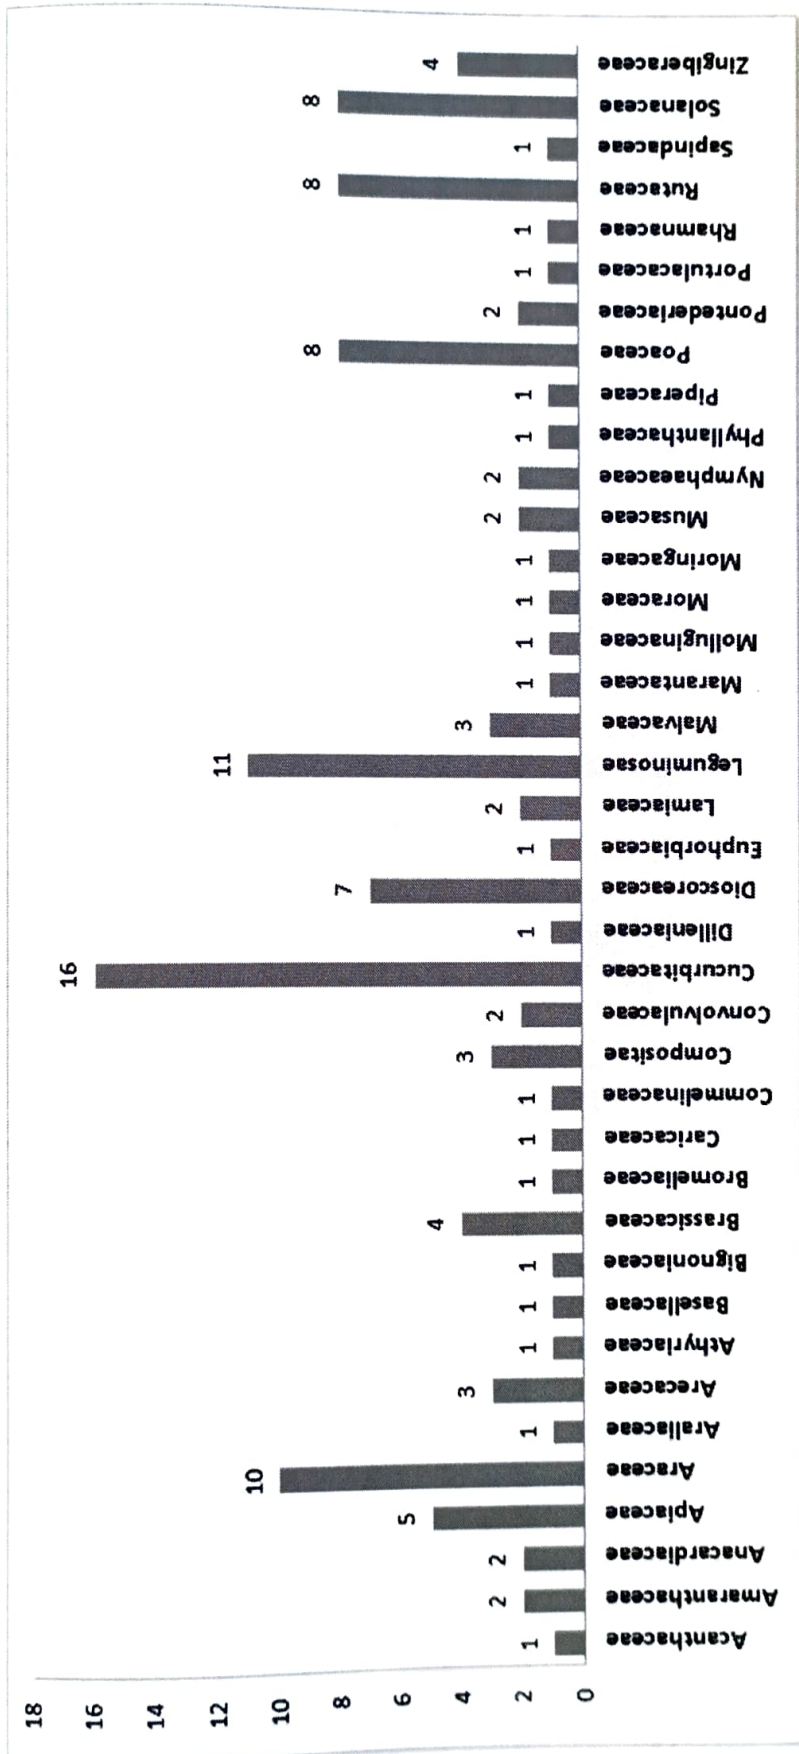 18
16
14
12
10
8
6
4
2
0
1
2
2
5
10
1
3
1
1
1
4
1
1
1
3
2
16
1
7
1
2
11
3
1
1
1
1
2
2
1
1
8
2
1
1
8
1
8
4
Acanthaceae
Amaranthaceae
Anacardiaceae
Apiaceae
Araceae
Araliaceae
Arecaceae
Athyriaceae
Basellaceae
Bignoniaceae
Brassicaceae
Bromeliaceae
Caricaceae
Commelinaceae
Compositae
Convolvulaceae
Cucurbitaceae
Dilleniaceae
Dioscoreaceae
Euphorbiaceae
Lamiaceae
Leguminosae
Malvaceae
Marantaceae
Molluginaceae
Moraceae
Moringaceae
Musaceae
Nymphaeaceae
Phyllanthaceae
Piperaceae
Poaceae
Pontederiaceae
Portulacaceae
Rhamnaceae
Rutaceae
Sapindaceae
Solanaceae
Zingiberaceae